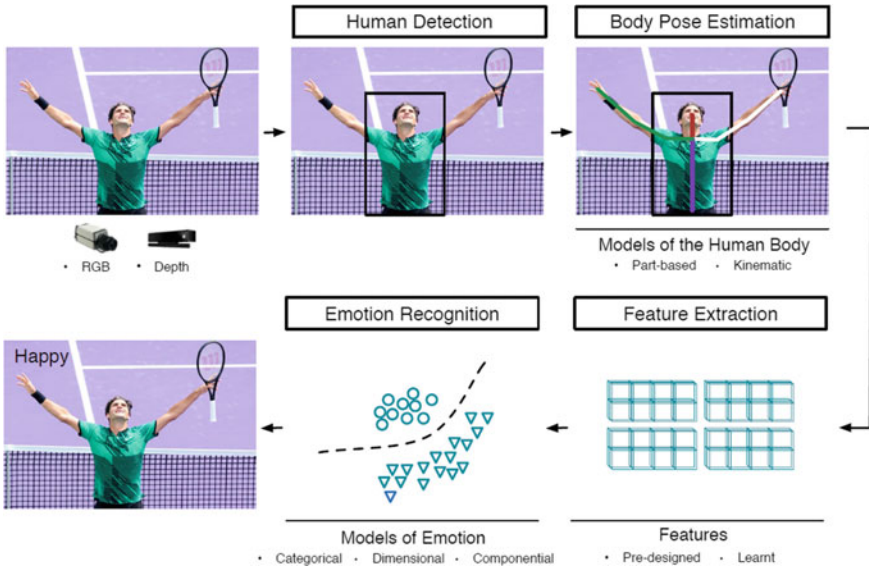 Human Detection
Body Pose Estimation
• RGB • Depth
Models of the Human Body
• Part-based • Kinematic
Emotion Recognition
Feature Extraction
Happy
Models of Emotion
• Categorical • Dimensional • Componential
Features
• Pre-designed • Learnt